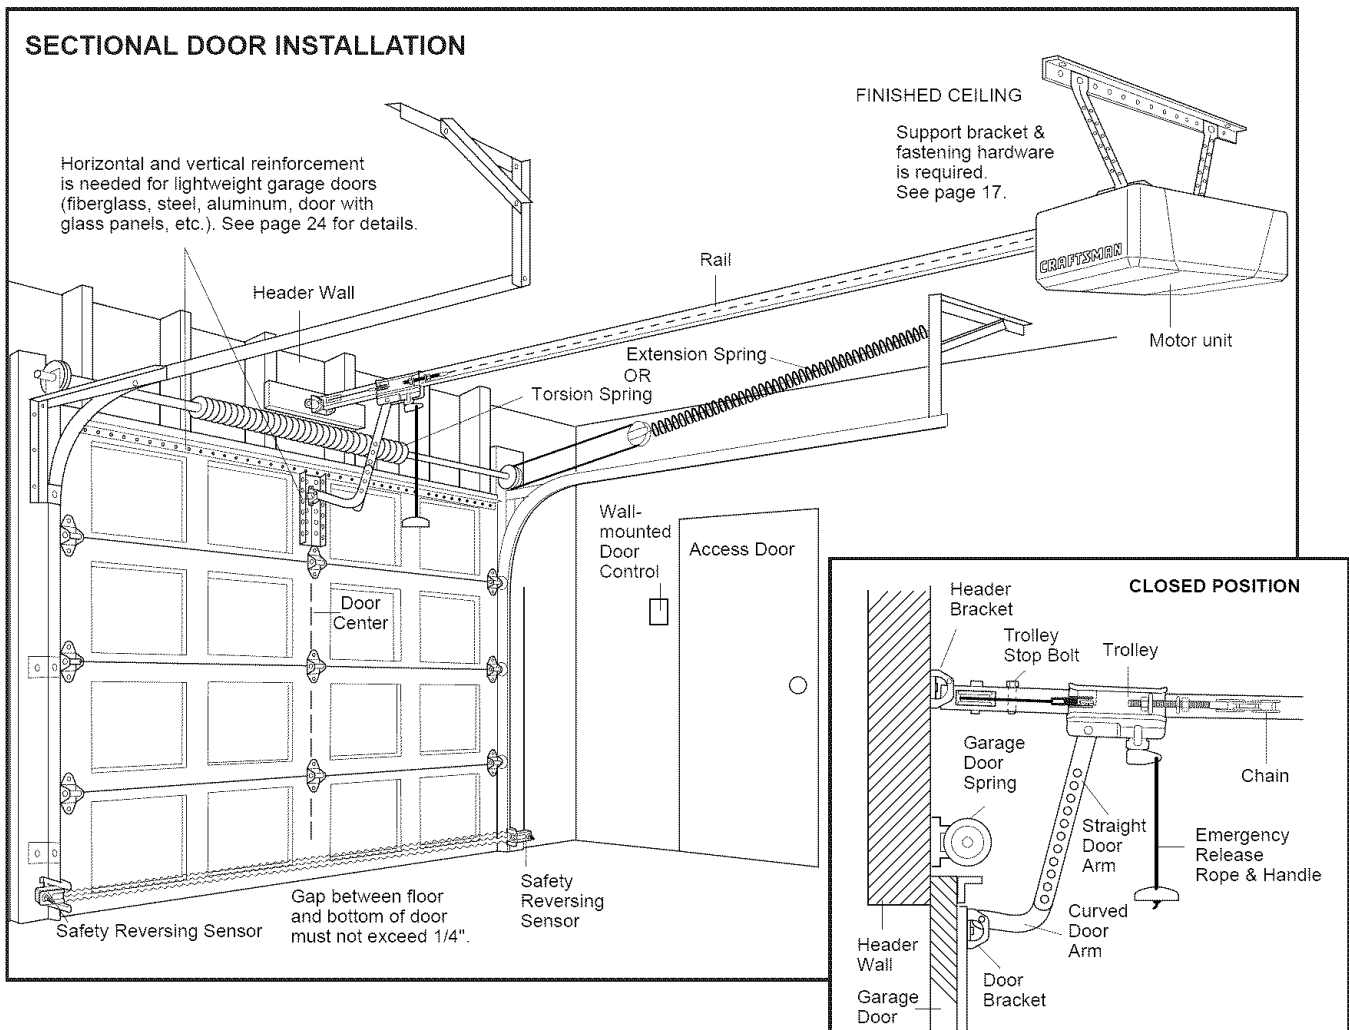 SECTIONAL DOOR INSTALLATION
FINISHED CEILING
Support bracket &
fastening hardware
is required.
See page 17.
Horizontal and vertical reinforcement
is needed for lightweight garage doors
(fiberglass, steel, aluminum, door with
glass panels, etc.). See page 24 for details.
Header Wall
Rail
CRAFTSMAN
Motor unit
Extension Spring
OR
Torsion Spring
Wall-
mounted
Door
Control
Access Door
Door
Center
Safety Reversing Sensor
Gap between floor
and bottom of door
must not exceed 1/4".
Safety
Reversing
Sensor
CLOSED POSITION
Header
Bracket
Trolley
Stop Bolt
Trolley
Garage
Door
Spring
Chain
Straight
Door
Arm
Emergency
Release
Rope & Handle
Curved
Door
Arm
Header
Wall
Door
Bracket
Garage
Door